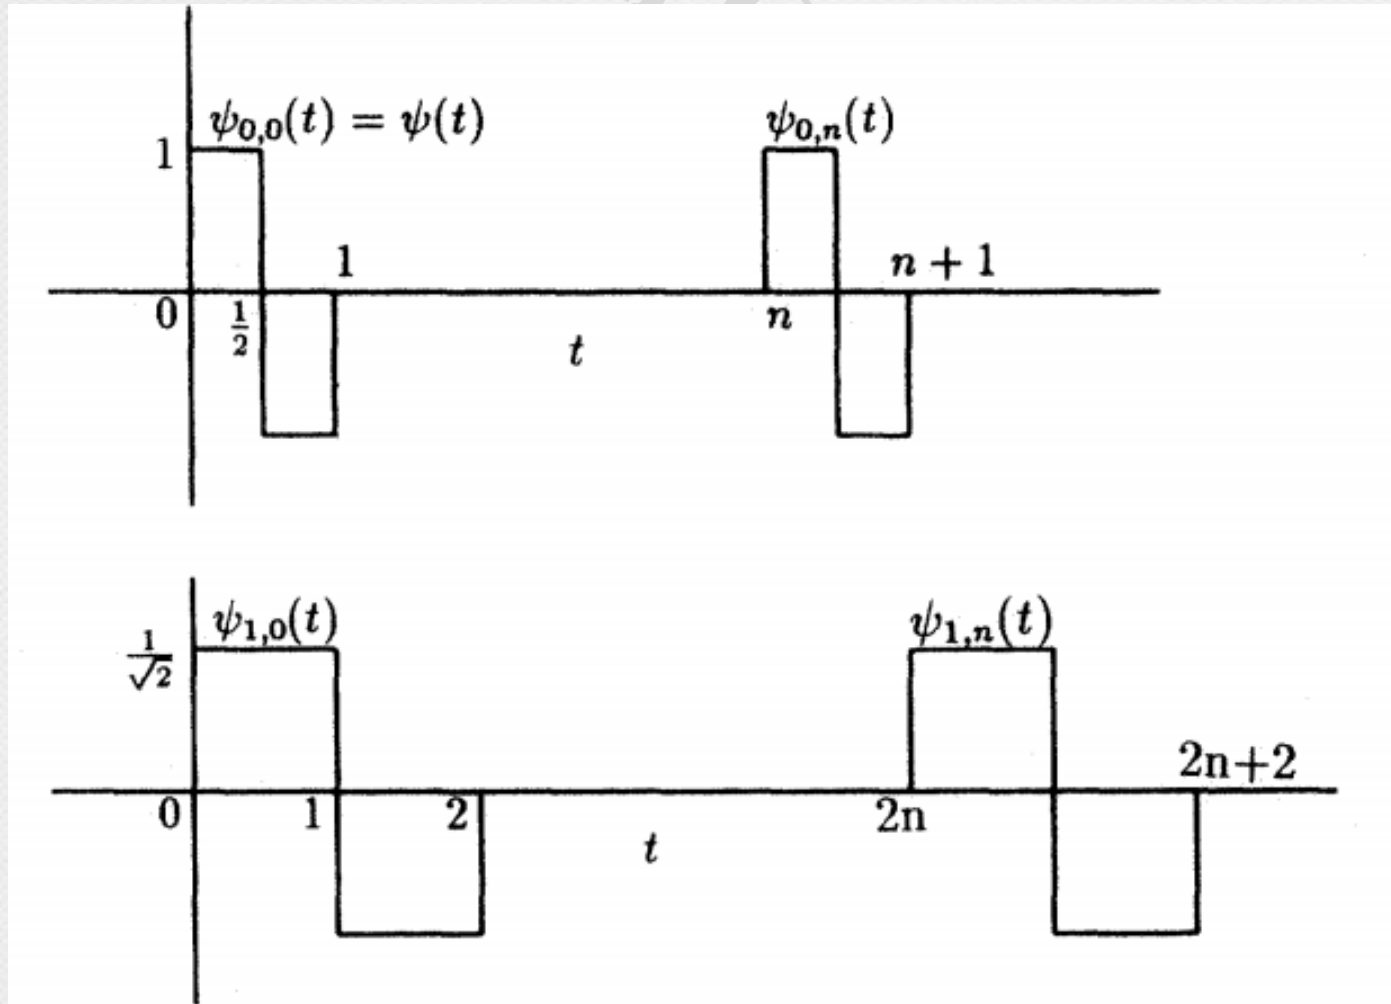 ψ₀,₀(t) = ψ(t)
ψ₀,ₙ(t)
1
1
n + 1
0
1/2
n
t
ψ₁,₀(t)
ψ₁,ₙ(t)
1/√2
2n+2
0
1
2
2n
t